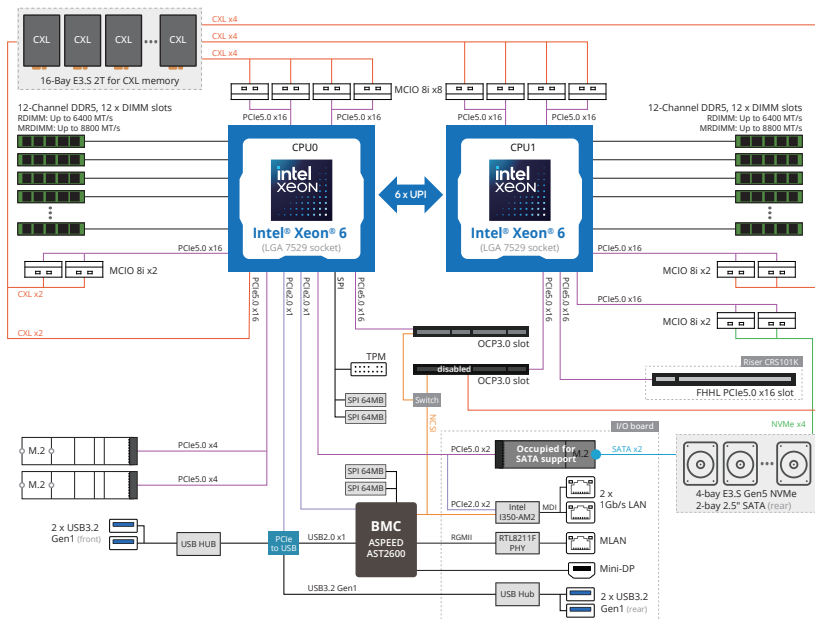 CXL x4
CXL x4
CXL x4
CXL
CXL
CXL
CXL
16-Bay E3.S 2T for CXL memory
MCIO 8i x8
PCIe5.0 x16
PCIe5.0 x16
PCIe5.0 x16
PCIe5.0 x16
12-Channel DDR5, 12 x DIMM slots
RDIMM: Up to 6400 MT/s
MRDIMM: Up to 8800 MT/s
12-Channel DDR5, 12 x DIMM slots
RDIMM: Up to 6400 MT/s
MRDIMM: Up to 8800 MT/s
CPU0
intel
XEON
Intel® Xeon® 6
(LGA 7529 socket)
6 x UPI
CPU1
intel
XEON
Intel® Xeon® 6
(LGA 7529 socket)
PCIe5.0 x16
MCIO 8i x2
CXL x2
CXL x2
PCIe5.0 x16
MCIO 8i x2
PCIe5.0 x16
MCIO 8i x2
PCIe5.0 x16
PCIe2.0 x1
PCIe2.0 x1
SPI
PCIe5.0 x16
PCIe5.0 x16
OCP3.0 slot
disabled
OCP3.0 slot
TPM
SPI 64MB
SPI 64MB
Switch
NCSI
Riser CRS101K
FHHL PCIe5.0 x16 slot
NVMe x4
I/O board
M.2
PCIe5.0 x4
M.2
PCIe5.0 x4
PCIe5.0 x2
Occupied for
SATA support
M.2
SATA x2
4-bay E3.S Gen5 NVMe
2-bay 2.5" SATA (rear)
SPI 64MB
SPI 64MB
PCIe2.0 x2
Intel
I350-AM2
MDI
2 x
1Gb/s LAN
BMC
ASPEED
AST2600
2 x USB3.2
Gen1 (front)
USB HUB
PCIe
to USB
USB2.0 x1
RGMII
RTL8211F
PHY
MLAN
Mini-DP
USB3.2 Gen1
USB Hub
2 x USB3.2
Gen1 (rear)